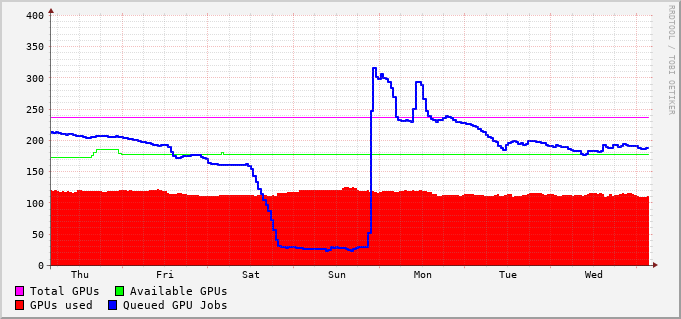 400
350
300
250
200
150
100
50
0
Thu Fri Sat Sun Mon Tue Wed
Total GPUs Available GPUs
GPUs used Queued GPU Jobs
RRDTOOL / TOBI OETIKER